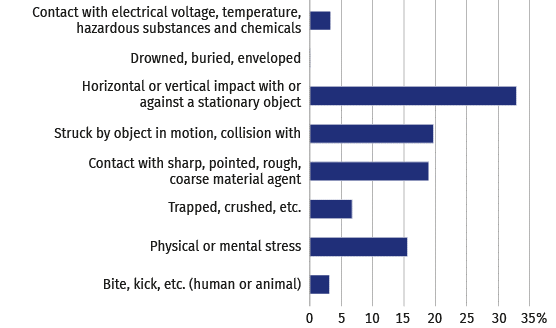 Contact with electrical voltage, temperature,
hazardous substances and chemicals
Drowned, buried, enveloped
Horizontal or vertical impact with or
against a stationary object
Struck by object in motion, collision with
Contact with sharp, pointed, rough,
coarse material agent
Trapped, crushed, etc.
Physical or mental stress
Bite, kick, etc. (human or animal)
0 5 10 15 20 25 30 35%